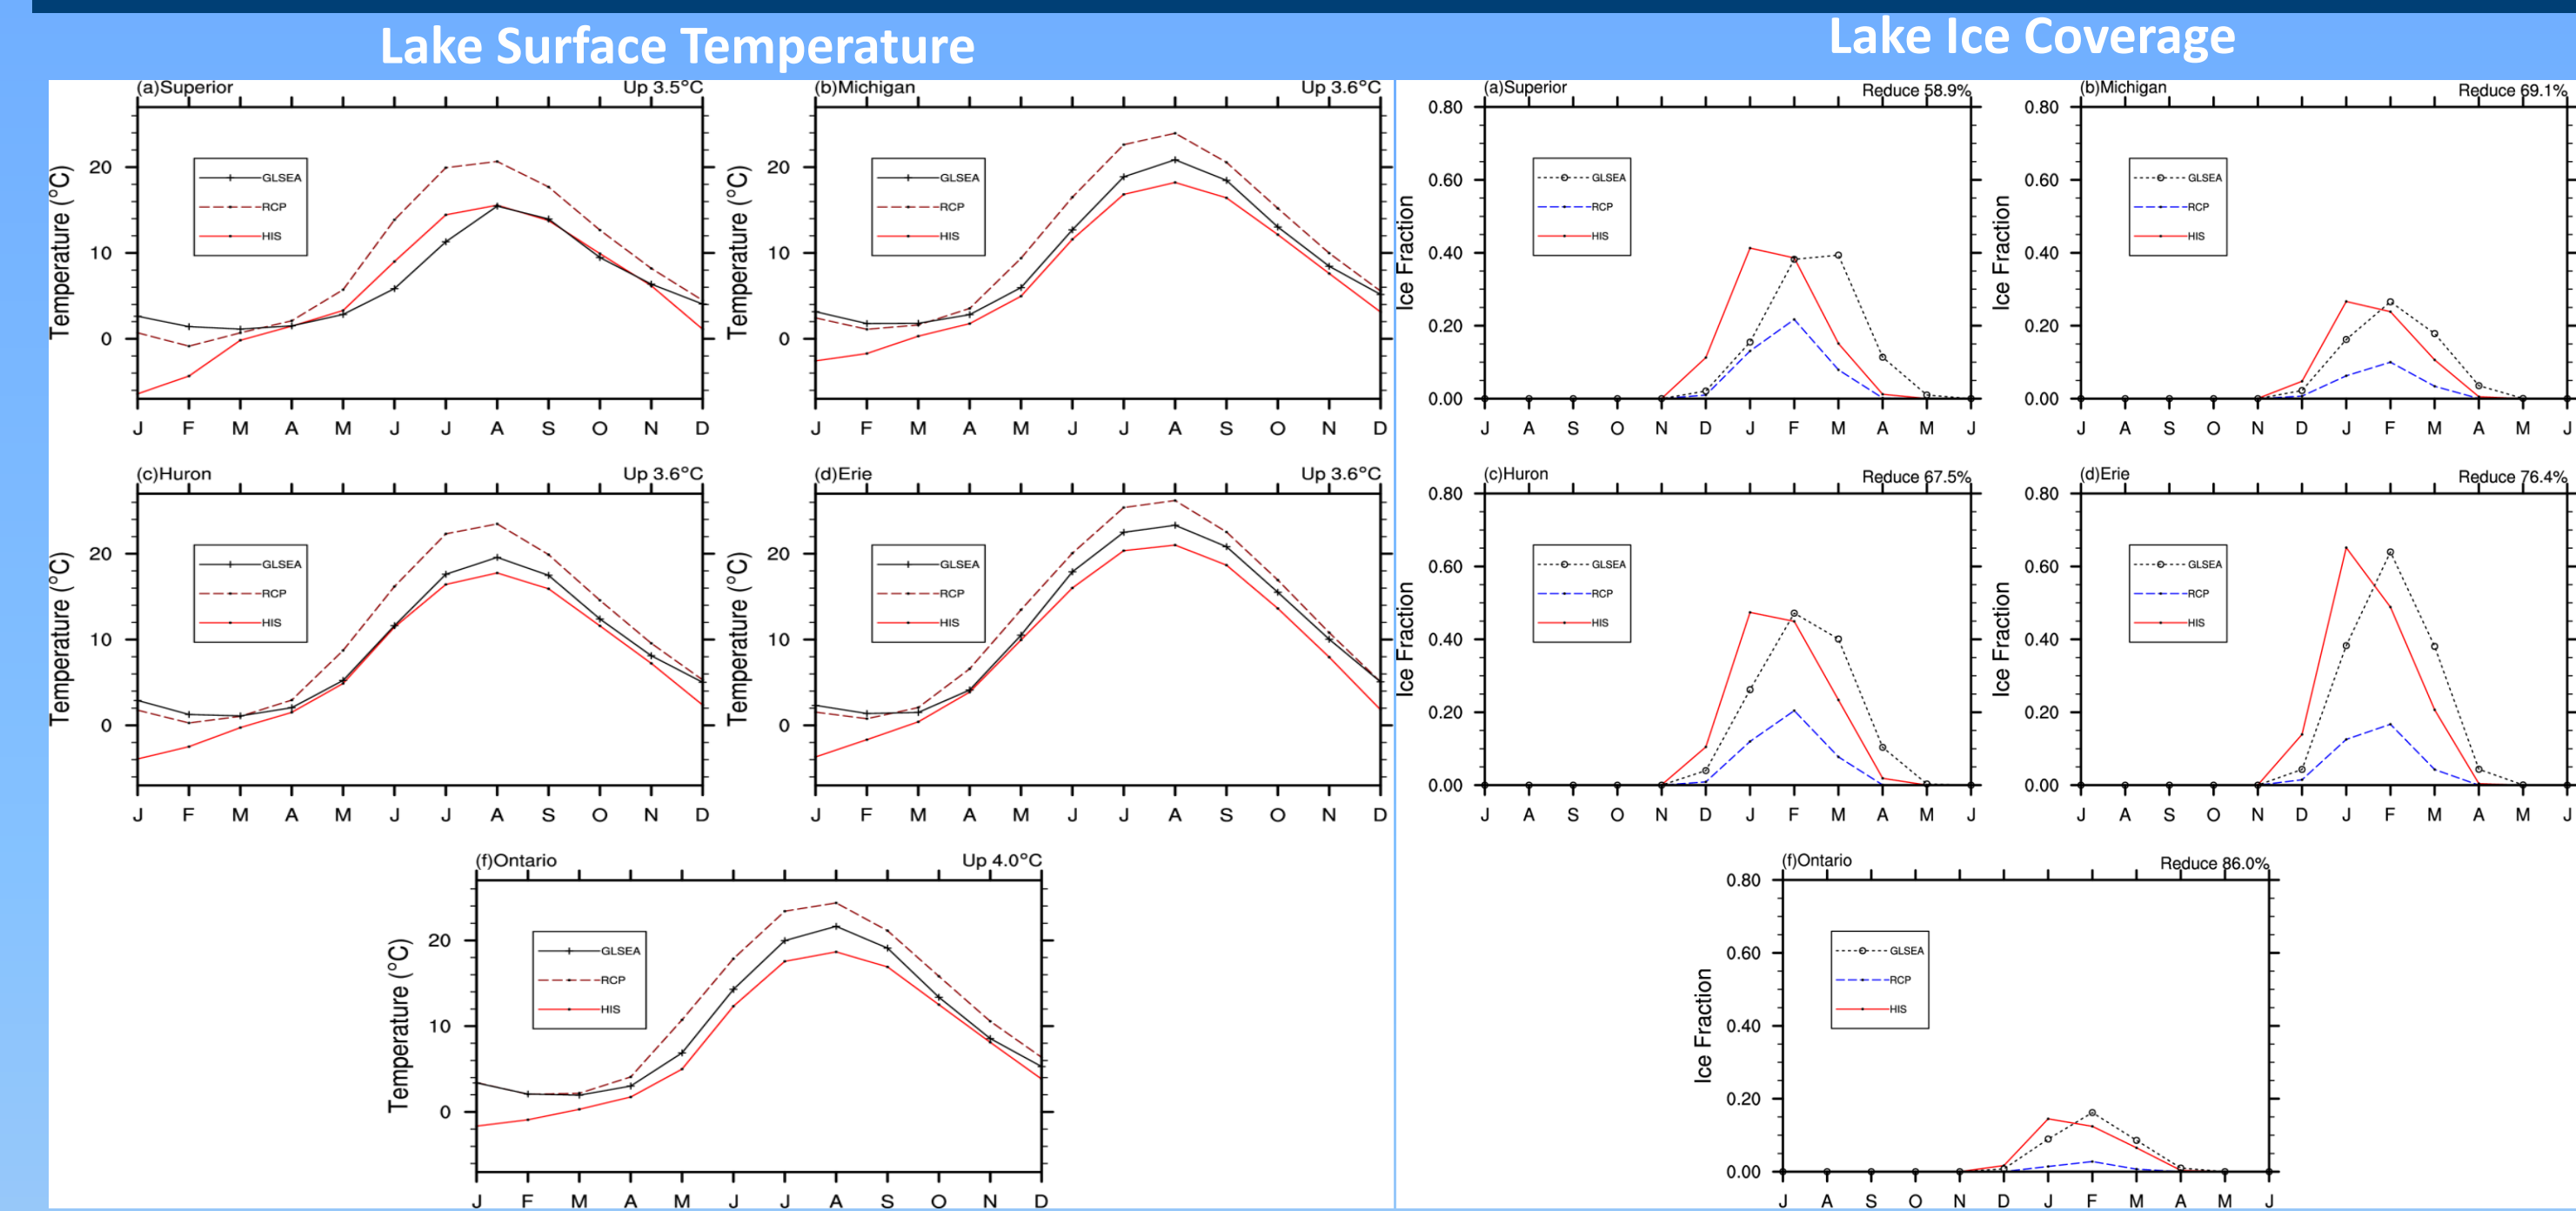 Lake Surface Temperature
(a)Superior Up 3.5°C
Temperature (°C)
20
10
0
GLSEA
RCP
HIS
J F M A M J J A S O N D
(b)Michigan Up 3.6°C
Temperature (°C)
20
10
0
GLSEA
RCP
HIS
J F M A M J J A S O N D
(c)Huron Up 3.6°C
Temperature (°C)
20
10
0
GLSEA
RCP
HIS
J F M A M J J A S O N D
(d)Erie Up 3.6°C
Temperature (°C)
20
10
0
GLSEA
RCP
HIS
J F M A M J J A S O N D
(f)Ontario Up 4.0°C
Temperature (°C)
20
10
0
GLSEA
RCP
HIS
J F M A M J J A S O N D
Lake Ice Coverage
(a)Superior Reduce 58.9%
Ice Fraction
0.80
0.60
0.40
0.20
0.00
GLSEA
RCP
HIS
J A S O N D J F M A M J
(b)Michigan Reduce 69.1%
Ice Fraction
0.80
0.60
0.40
0.20
0.00
GLSEA
RCP
HIS
J A S O N D J F M A M J
(c)Huron Reduce 67.5%
Ice Fraction
0.80
0.60
0.40
0.20
0.00
GLSEA
RCP
HIS
J A S O N D J F M A M J
(d)Erie Reduce 76.4%
Ice Fraction
0.80
0.60
0.40
0.20
0.00
GLSEA
RCP
HIS
J A S O N D J F M A M J
(f)Ontario Reduce 86.0%
Ice Fraction
0.80
0.60
0.40
0.20
0.00
GLSEA
RCP
HIS
J A S O N D J F M A M J